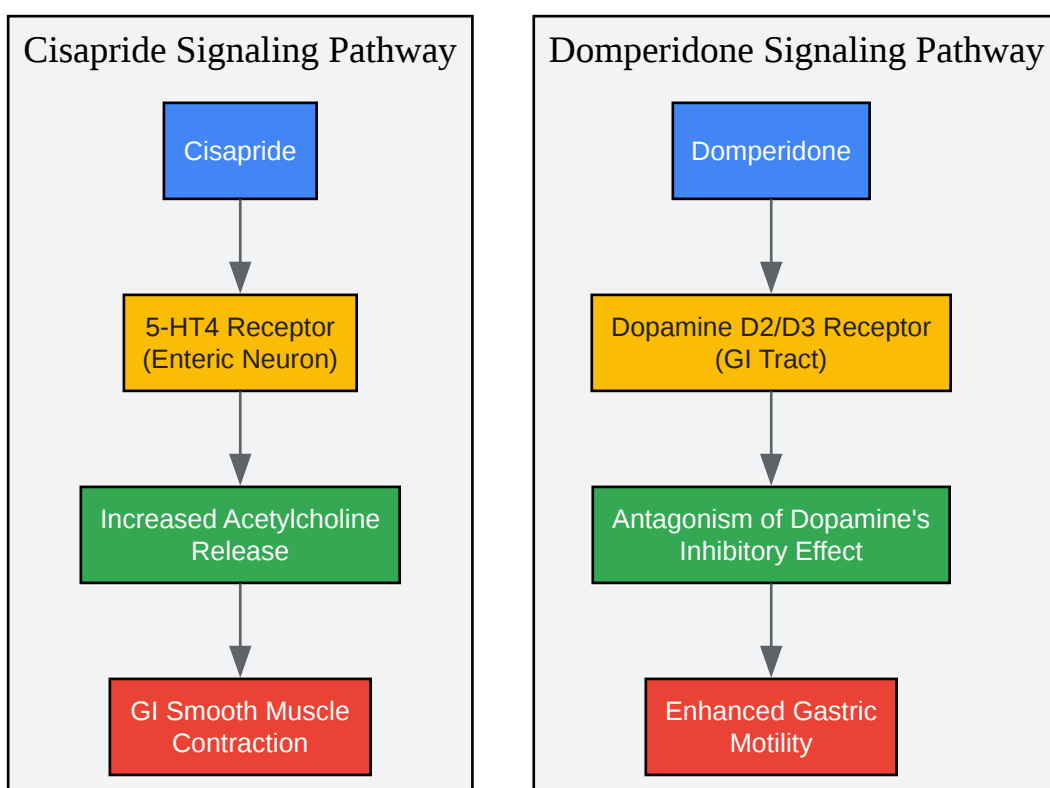 Cisapride Signaling Pathway
Cisapride
5-HT4 Receptor
(Enteric Neuron)
Increased Acetylcholine
Release
GI Smooth Muscle
Contraction
Domperidone Signaling Pathway
Domperidone
Dopamine D2/D3 Receptor
(GI Tract)
Antagonism of Dopamine's
Inhibitory Effect
Enhanced Gastric
Motility